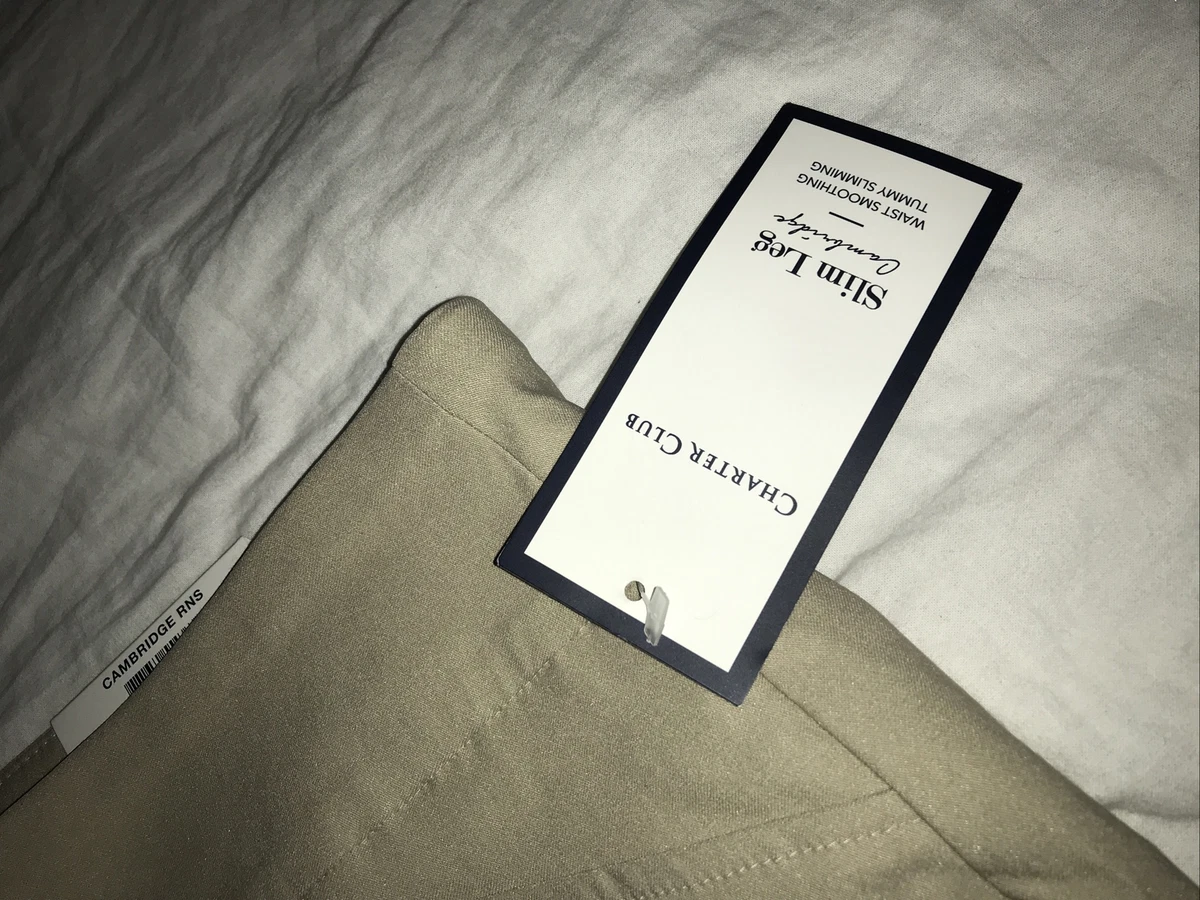 CHARTER CLUB
Slim Leg
Cambridge
WAIST SMOOTHING
TUMMY SLIMMING
CAMBRIDGE RNS